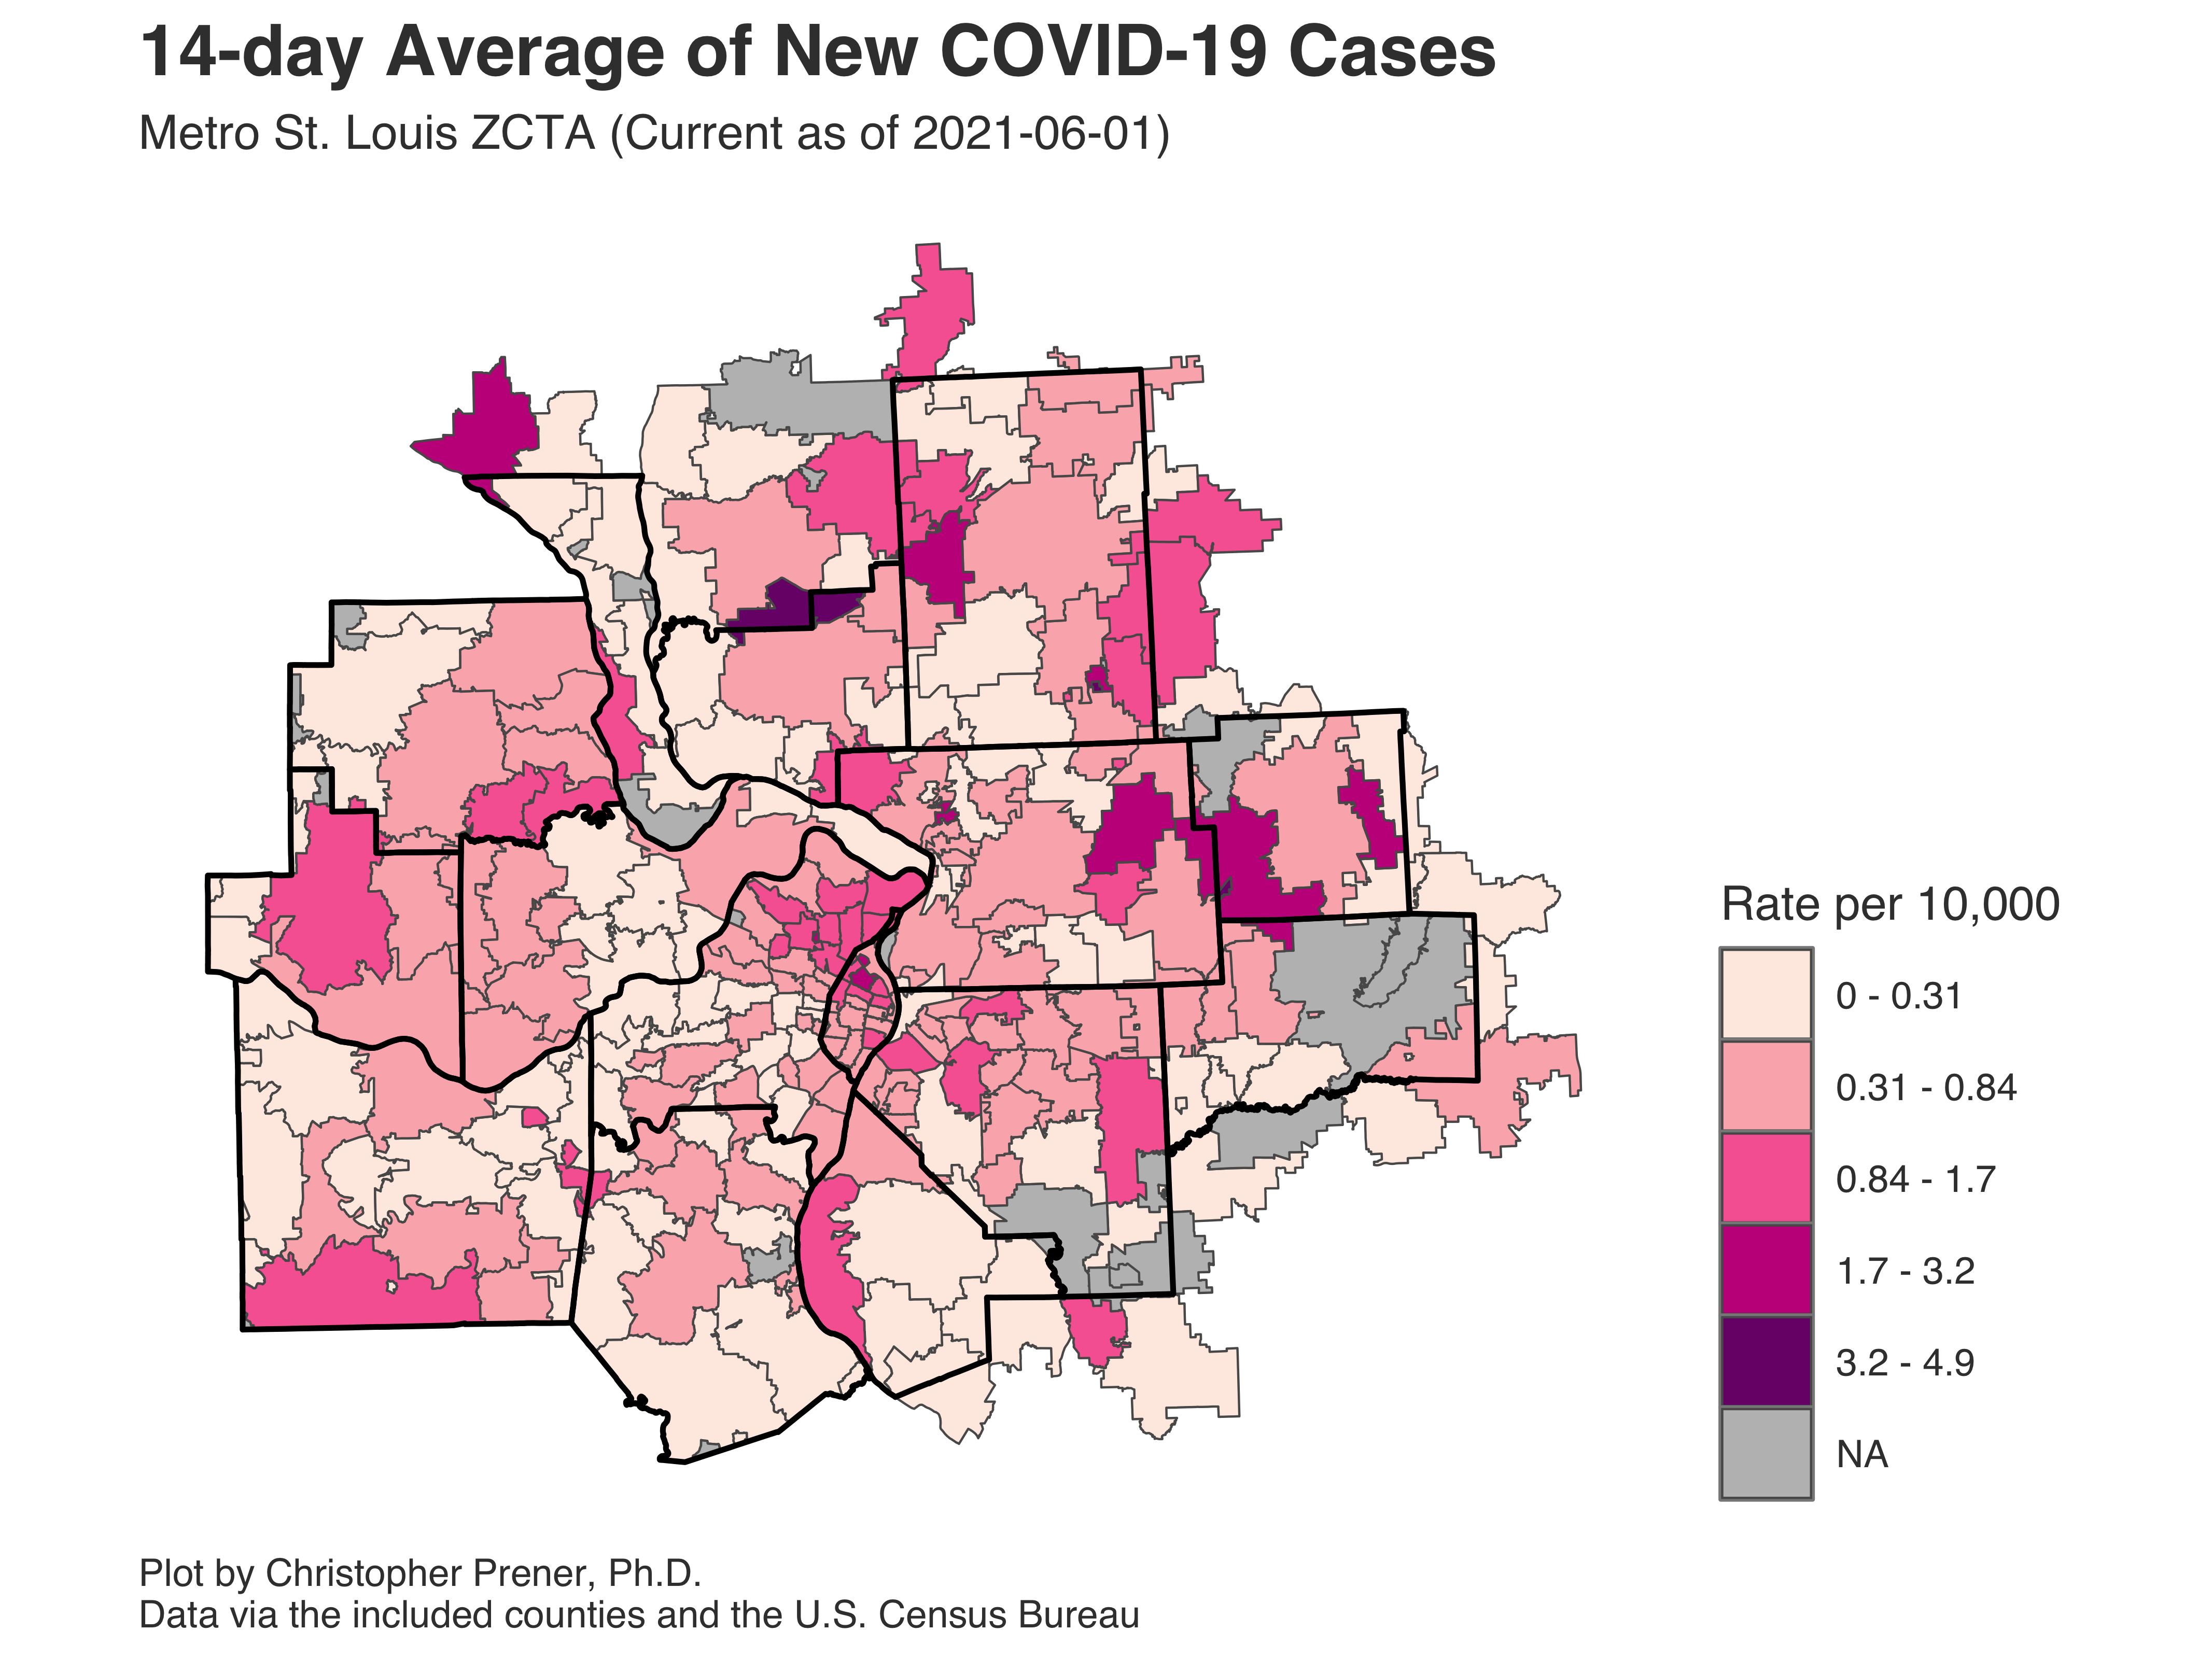 14-day Average of New COVID-19 Cases
Metro St. Louis ZCTA (Current as of 2021-06-01)
Rate per 10,000
0 - 0.31
0.31 - 0.84
0.84 - 1.7
1.7 - 3.2
3.2 - 4.9
NA
Plot by Christopher Prener, Ph.D.
Data via the included counties and the U.S. Census Bureau